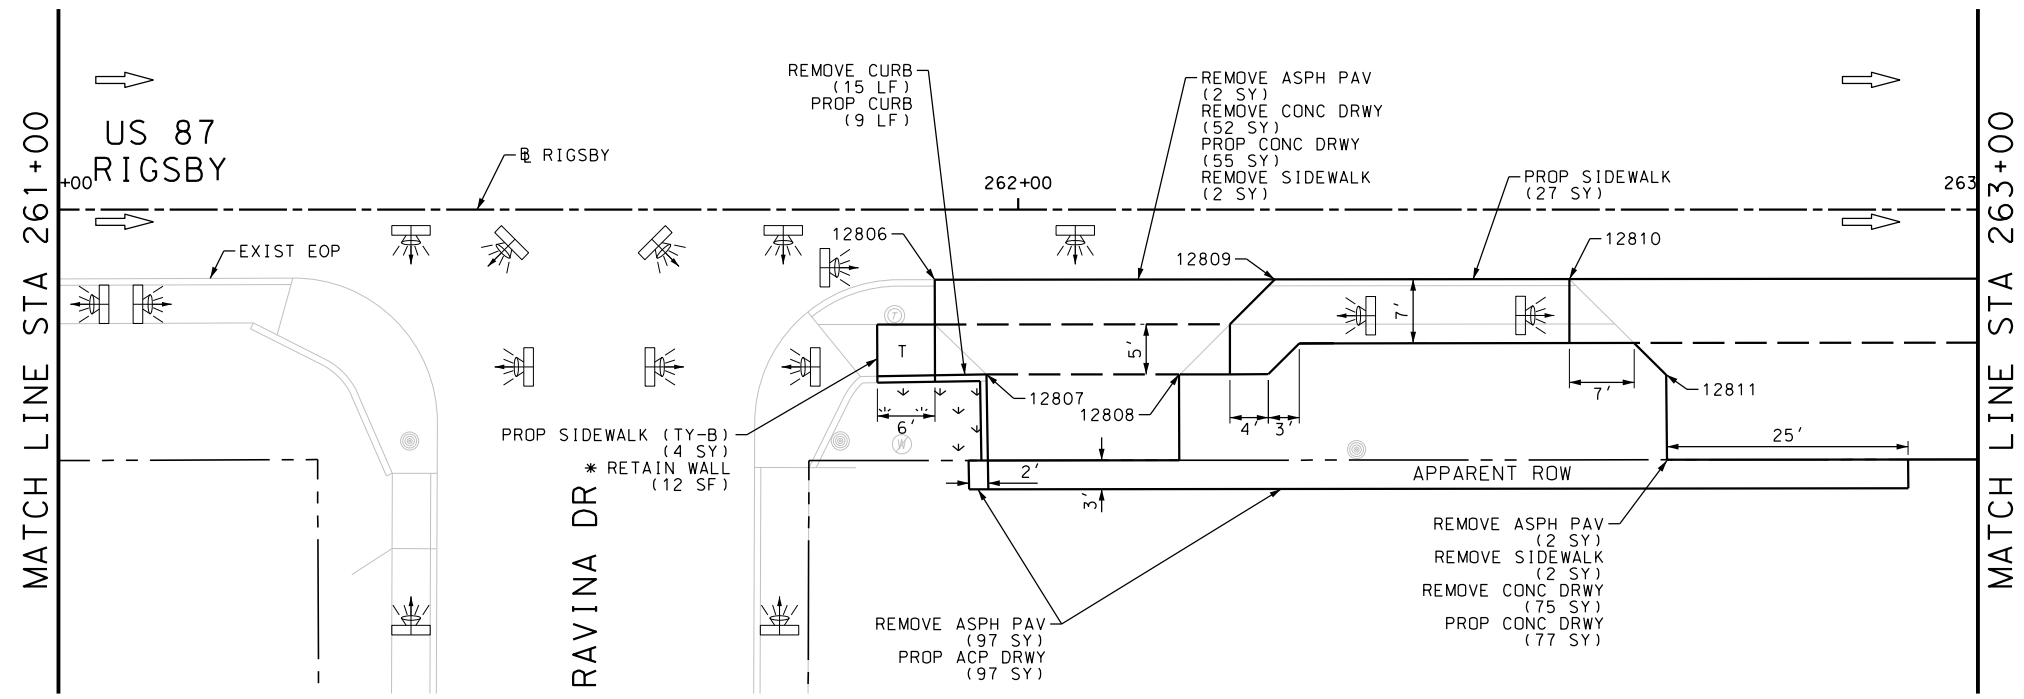 MATCH LINE STA 261+00
US 87
RIGSBY
+00
REMOVE CURB
(15 LF)
PROP CURB
(9 LF)
REMOVE ASPH PAV
(2 SY)
REMOVE CONC DRWY
(52 SY)
PROP CONC DRWY
(55 SY)
REMOVE SIDEWALK
(2 SY)
BL RIGSBY
262+00
PROP SIDEWALK
(27 SY)
263
MATCH LINE STA 263+00
EXIST EOP
12806
12809
12810
T
T
5'
7'
12807
12808
6'
4'
3'
7'
12811
W
PROP SIDEWALK (TY-B)
(4 SY)
* RETAIN WALL
(12 SF)
25'
2'
3'
APPARENT ROW
RAVINA DR
REMOVE ASPH PAV
(2 SY)
REMOVE SIDEWALK
(2 SY)
REMOVE CONC DRWY
(75 SY)
PROP CONC DRWY
(77 SY)
REMOVE ASPH PAV
(97 SY)
PROP ACP DRWY
(97 SY)